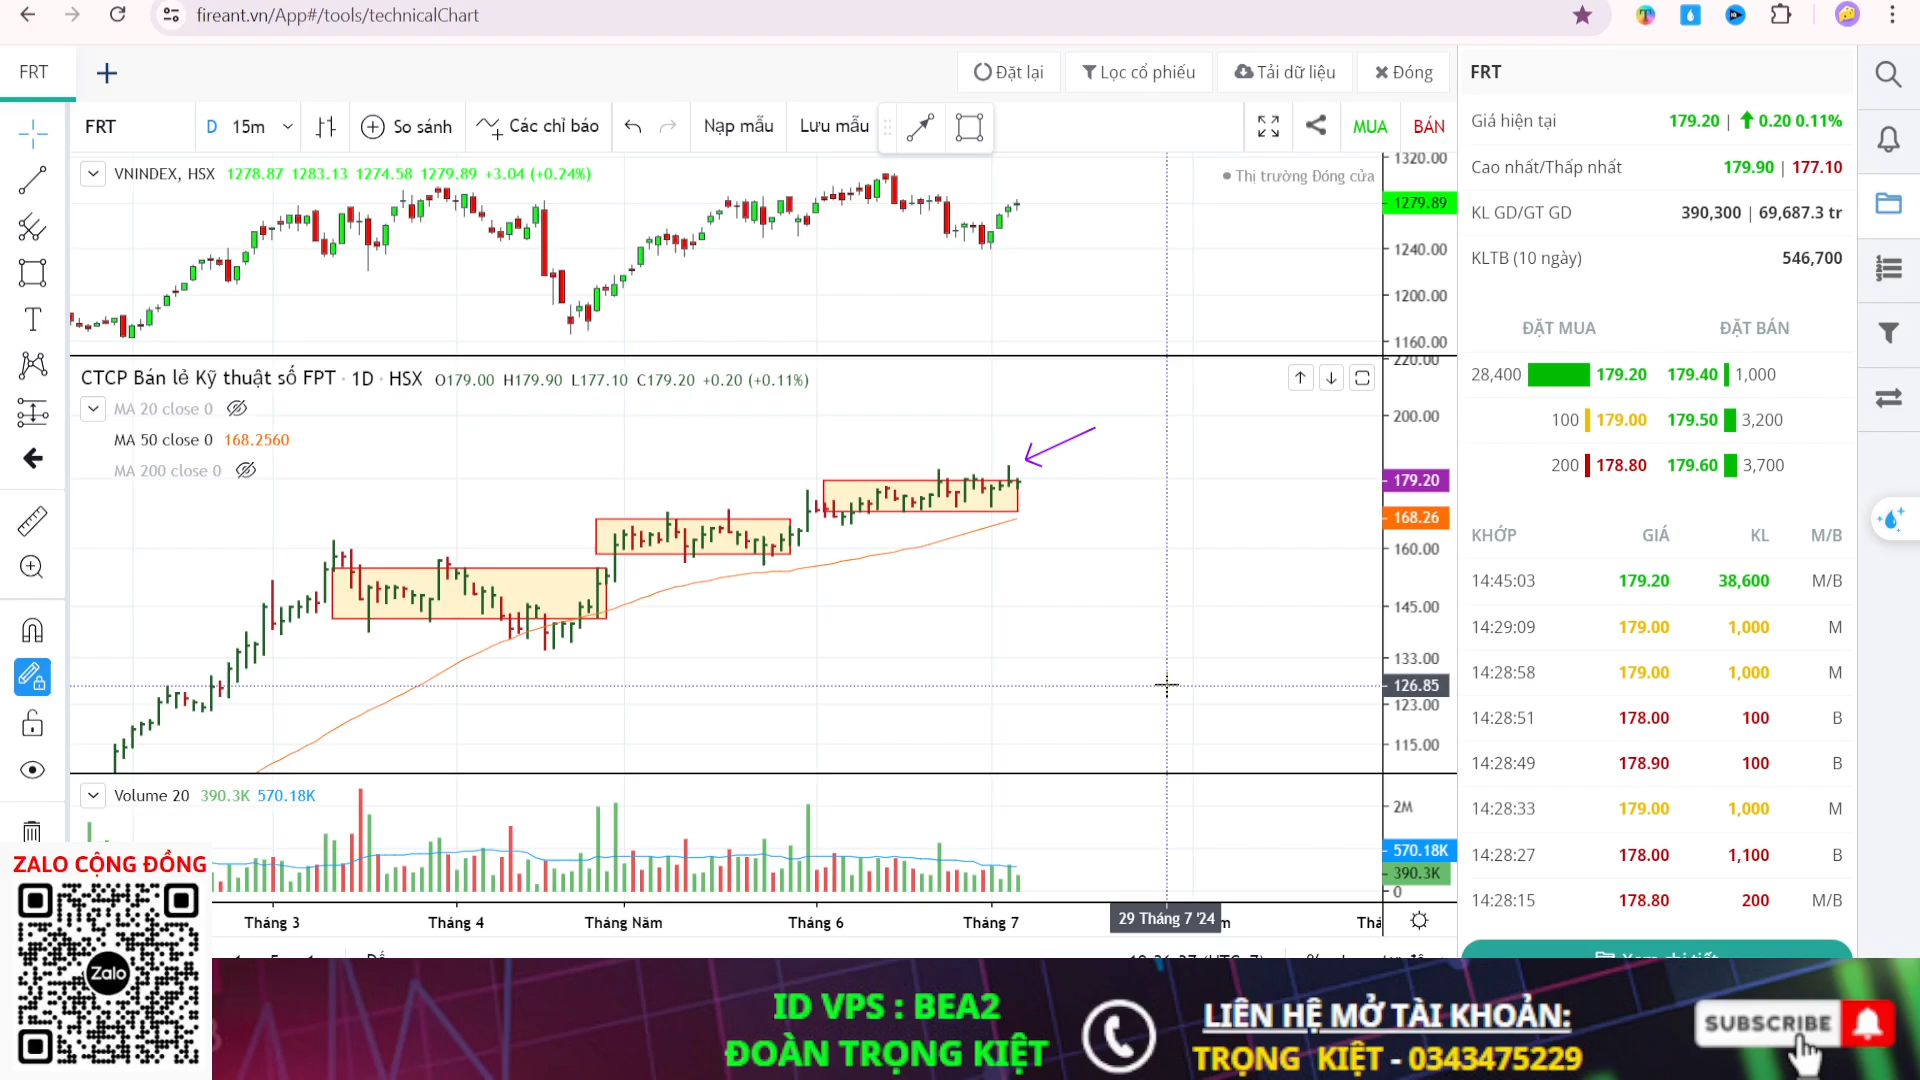 fireant.vn/App#/tools/technicalChart
FRT
Đặt lại
Lọc cổ phiếu
Tải dữ liệu
Đóng
FRT
FRT
D 15m
So sánh
Các chỉ báo
Nạp mẫu
Lưu mẫu
MUA
BÁN
VNINDEX, HSX 1278.87 1283.13 1274.58 1279.89 +3.04 (+0.24%)
Thị trường Đóng cửa
1320.00
1279.89
1240.00
1200.00
1160.00
CTCP Bán lẻ Kỹ thuật số FPT · 1D · HSX O179.00 H179.90 L177.10 C179.20 +0.20 (+0.11%)
MA 20 close 0
MA 50 close 0 168.2560
MA 200 close 0
220.00
200.00
179.20
168.26
160.00
145.00
133.00
126.85
123.00
115.00
Volume 20 390.3K 570.18K
2M
570.18K
390.3K
0
Tháng 3
Tháng 4
Tháng Năm
Tháng 6
Tháng 7
29 Tháng 7 '24
Giá hiện tại 179.20 | 0.20 0.11%
Cao nhất/Thấp nhất 179.90 | 177.10
KL GD/GT GD 390,300 | 69,687.3 tr
KLTB (10 ngày) 546,700
ĐẶT MUA ĐẶT BÁN
28,400 179.20 179.40 1,000
100 179.00 179.50 3,200
200 178.80 179.60 3,700
KHỚP GIÁ KL M/B
14:45:03 179.20 38,600 M/B
14:29:09 179.00 1,000 M
14:28:58 179.00 1,000 M
14:28:51 178.00 100 B
14:28:49 178.90 100 B
14:28:33 179.00 1,000 M
14:28:27 178.00 1,100 B
14:28:15 178.80 200 M/B
ZALO CỘNG ĐỒNG
Zalo
ID VPS : BEA2
ĐOÀN TRỌNG KIỆT
LIÊN HỆ MỞ TÀI KHOẢN:
TRỌNG KIỆT - 0343475229
SUBSCRIBE